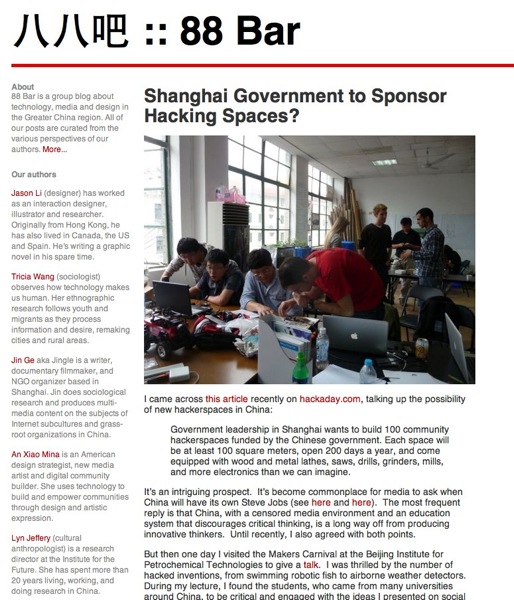 八八吧 :: 88 Bar
About
88 Bar is a group blog about
technology, media and design in
the Greater China region. All of
our posts are curated from the
various perspectives of our
authors. More...
Our authors
Jason Li (designer) has worked
as an interaction designer,
illustrator and researcher.
Originally from Hong Kong, he
has also lived in Canada, the US
and Spain. He's writing a graphic
novel in his spare time.
Tricia Wang (sociologist)
observes how technology makes
us human. Her ethnographic
research follows youth and
migrants as they process
information and desire, remaking
cities and rural areas.
Jin Ge aka Jingle is a writer,
documentary filmmaker, and
NGO organizer based in
Shanghai. Jin does sociological
research and produces multi-
media content on the subjects of
Internet subcultures and grass-
root organizations in China.
An Xiao Mina is an American
design strategist, new media
artist and digital community
builder. She uses technology to
build and empower communities
through design and artistic
expression.
Lyn Jeffery (cultural
anthropologist) is a research
director at the Institute for the
Future. She has spent more than
20 years living, working, and
doing research in China.
Shanghai Government to Sponsor
Hacking Spaces?
I came across this article recently on hackaday.com, talking up the possibility
of new hackerspaces in China:
Government leadership in Shanghai wants to build 100 community
hackerspaces funded by the Chinese government. Each space will
be at least 100 square meters, open 200 days a year, and come
equipped with wood and metal lathes, saws, drills, grinders, mills,
and more electronics than we can imagine.
It's an intriguing prospect.  It's become commonplace for media to ask when
China will have its own Steve Jobs (see here and here).  The most frequent
reply is that China, with a censored media environment and an education
system that discourages critical thinking, is a long way off from producing
innovative thinkers.  Until recently, I also agreed with both points.
But then one day I visited the Makers Carnival at the Beijing Institute for
Petrochemical Technologies to give a talk.  I was thrilled by the number of
hacked inventions, from swimming robotic fish to airborne weather detectors.
During my lecture, I found the students, who came from many universities
around China, to be critical and engaged with the ideas I presented on social